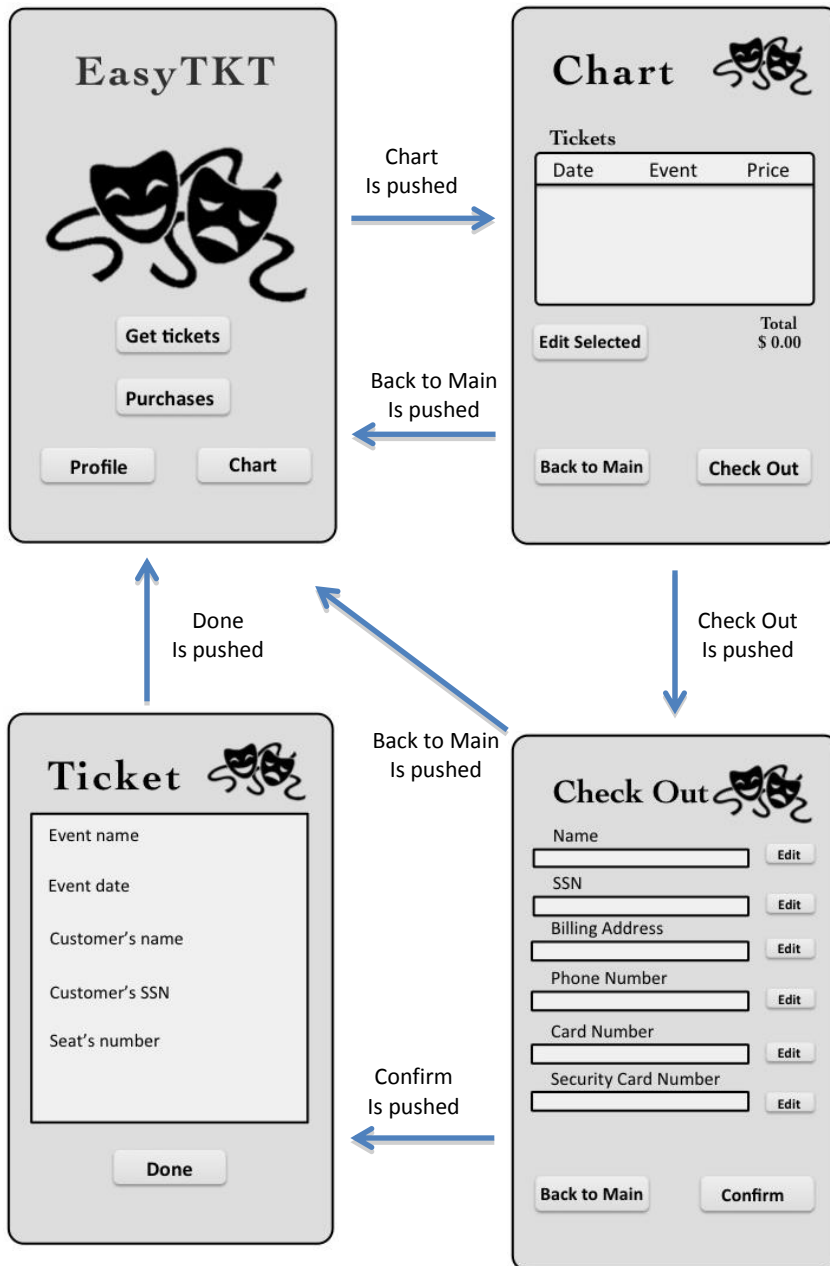 EasyTKT
Get tickets
Purchases
Profile
Chart
Chart
Is pushed
Chart
Tickets
Date Event Price
Edit Selected
Total
$ 0.00
Back to Main
Check Out
Back to Main
Is pushed
Done
Is pushed
Check Out
Is pushed
Back to Main
Is pushed
Ticket
Event name
Event date
Customer’s name
Customer’s SSN
Seat’s number
Done
Confirm
Is pushed
Check Out
Name
Edit
SSN
Edit
Billing Address
Edit
Phone Number
Edit
Card Number
Edit
Security Card Number
Edit
Back to Main
Confirm